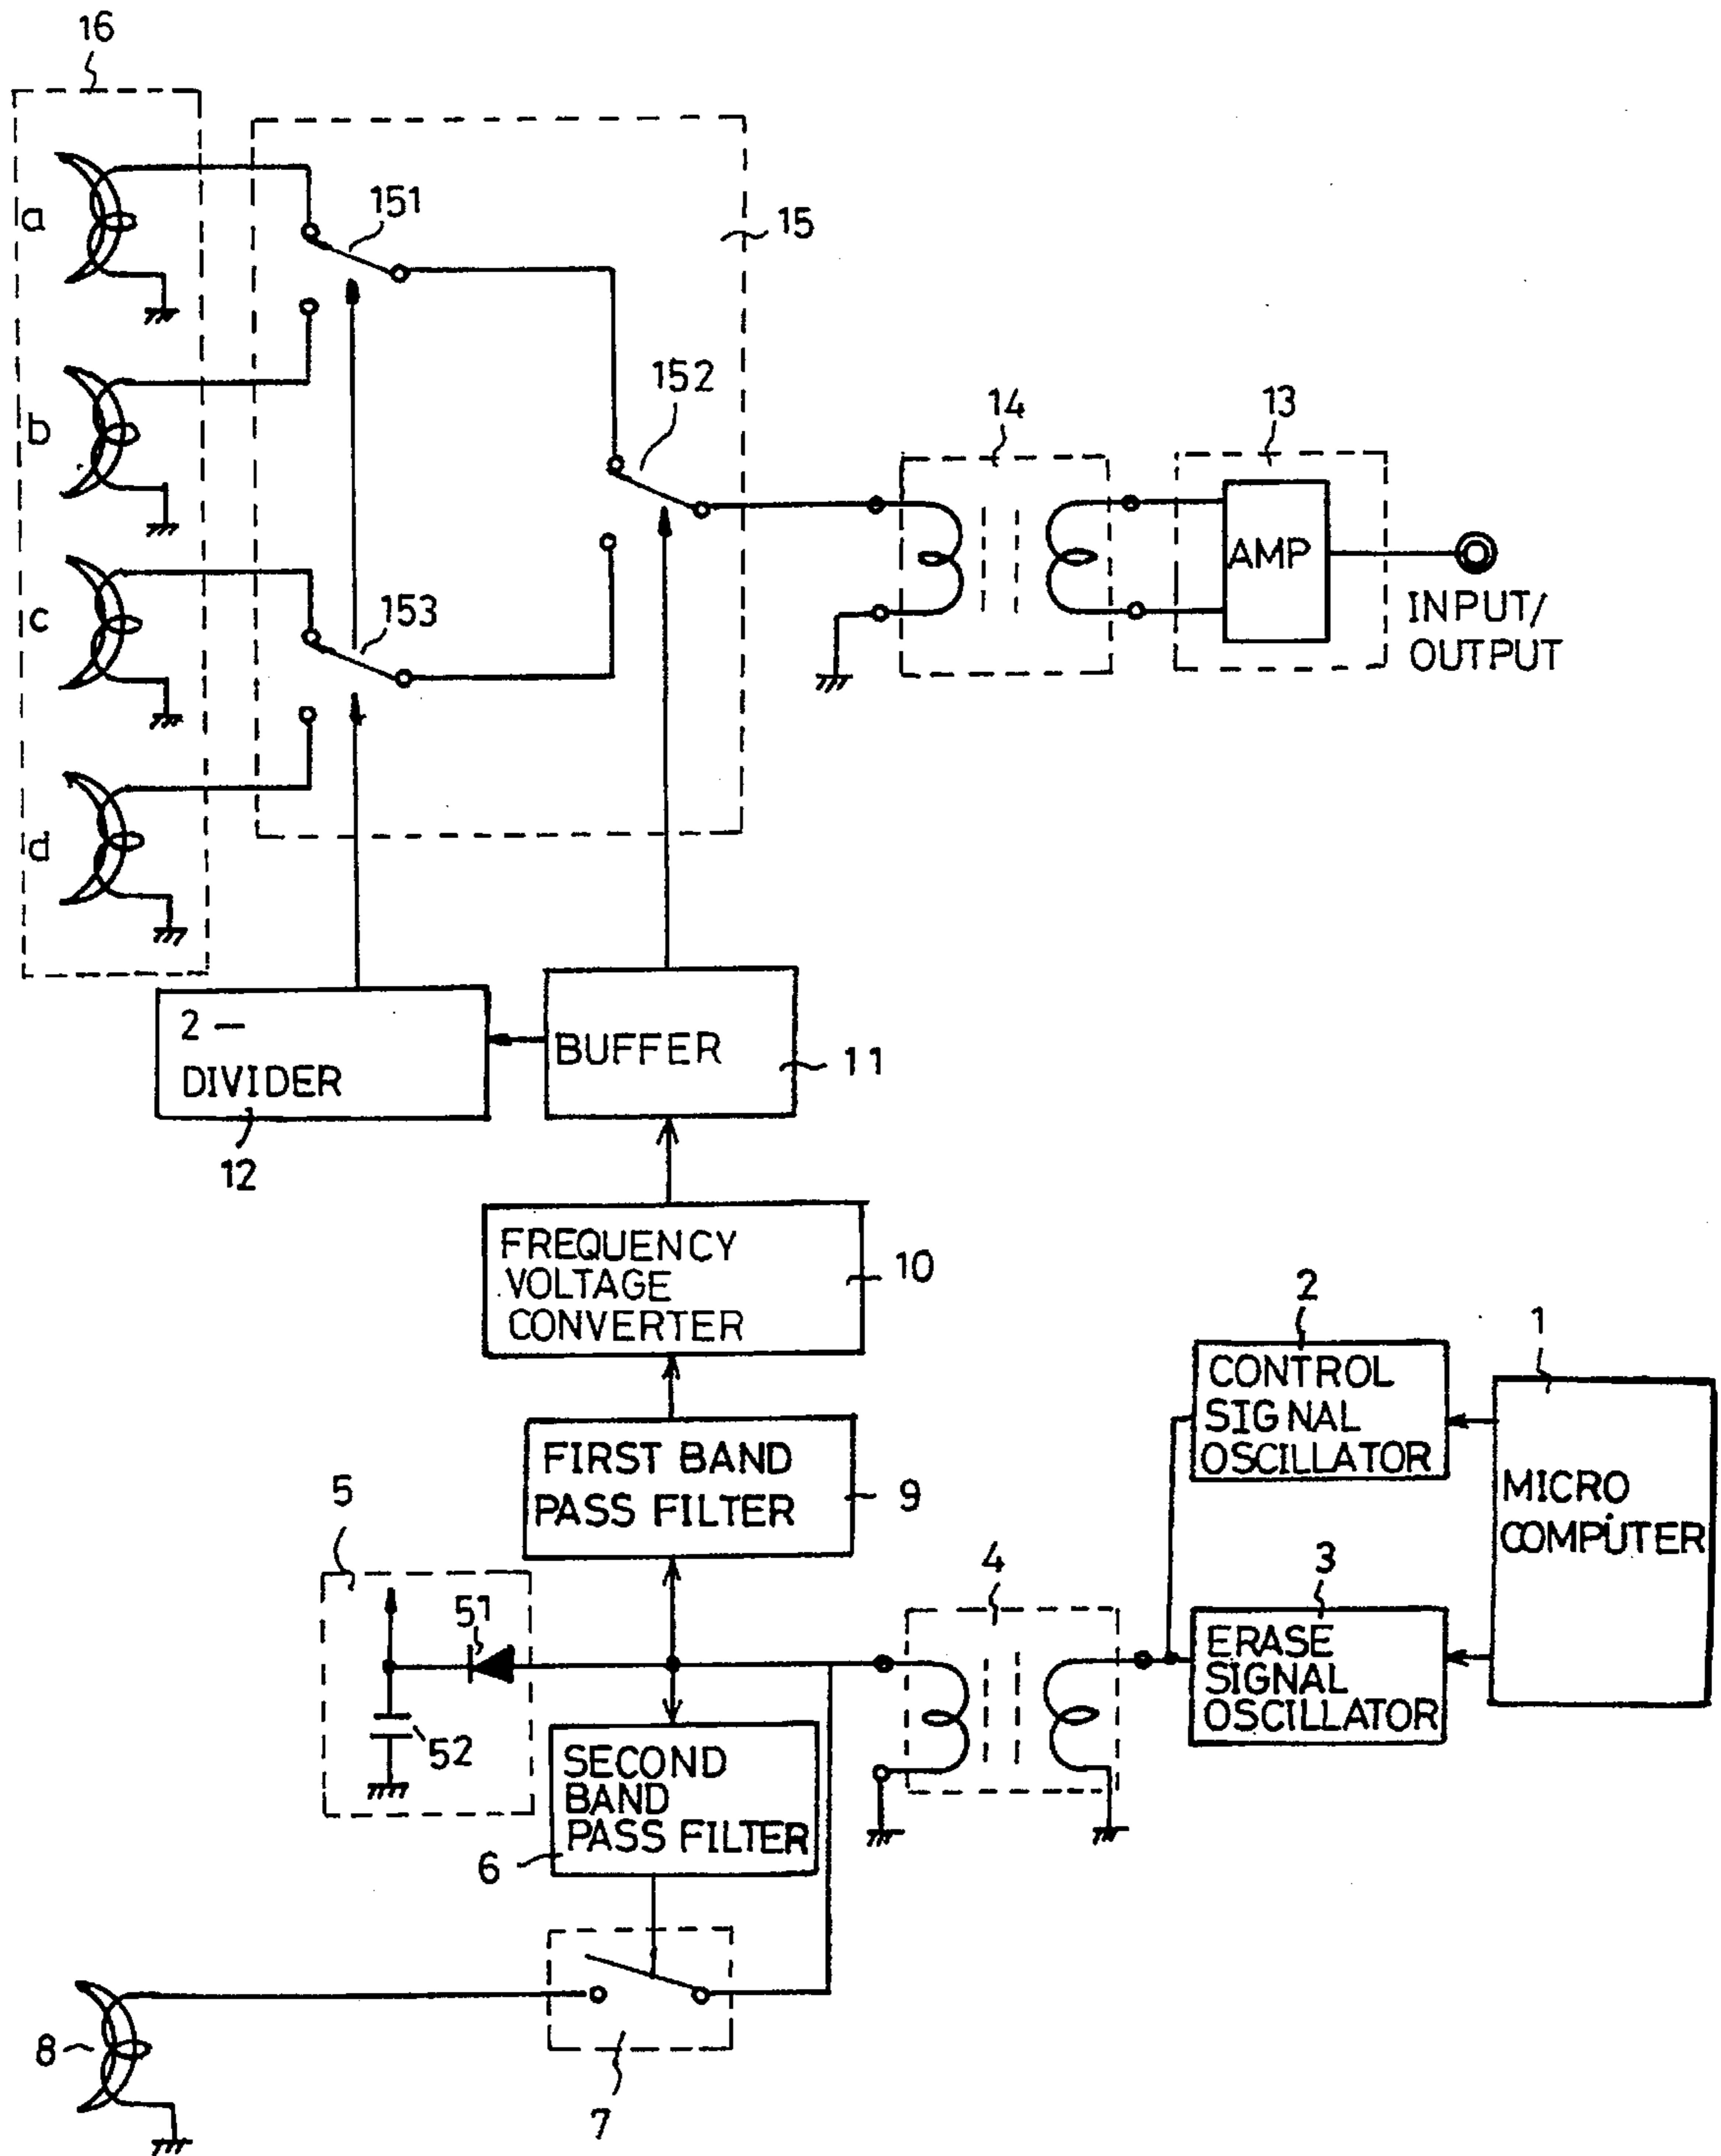 16
a
151
15
b
152
14
13
AMP
INPUT/
OUTPUT
c
153
d
2 —
DIVIDER
BUFFER
11
12
FREQUENCY
VOLTAGE
CONVERTER
10
2
1
CONTROL
SIGNAL
OSCILLATOR
MICRO
COMPUTER
FIRST BAND
PASS FILTER
9
5
51
52
4
3
ERASE
SIGNAL
OSCILLATOR
SECOND
BAND
PASS FILTER
6
8
7